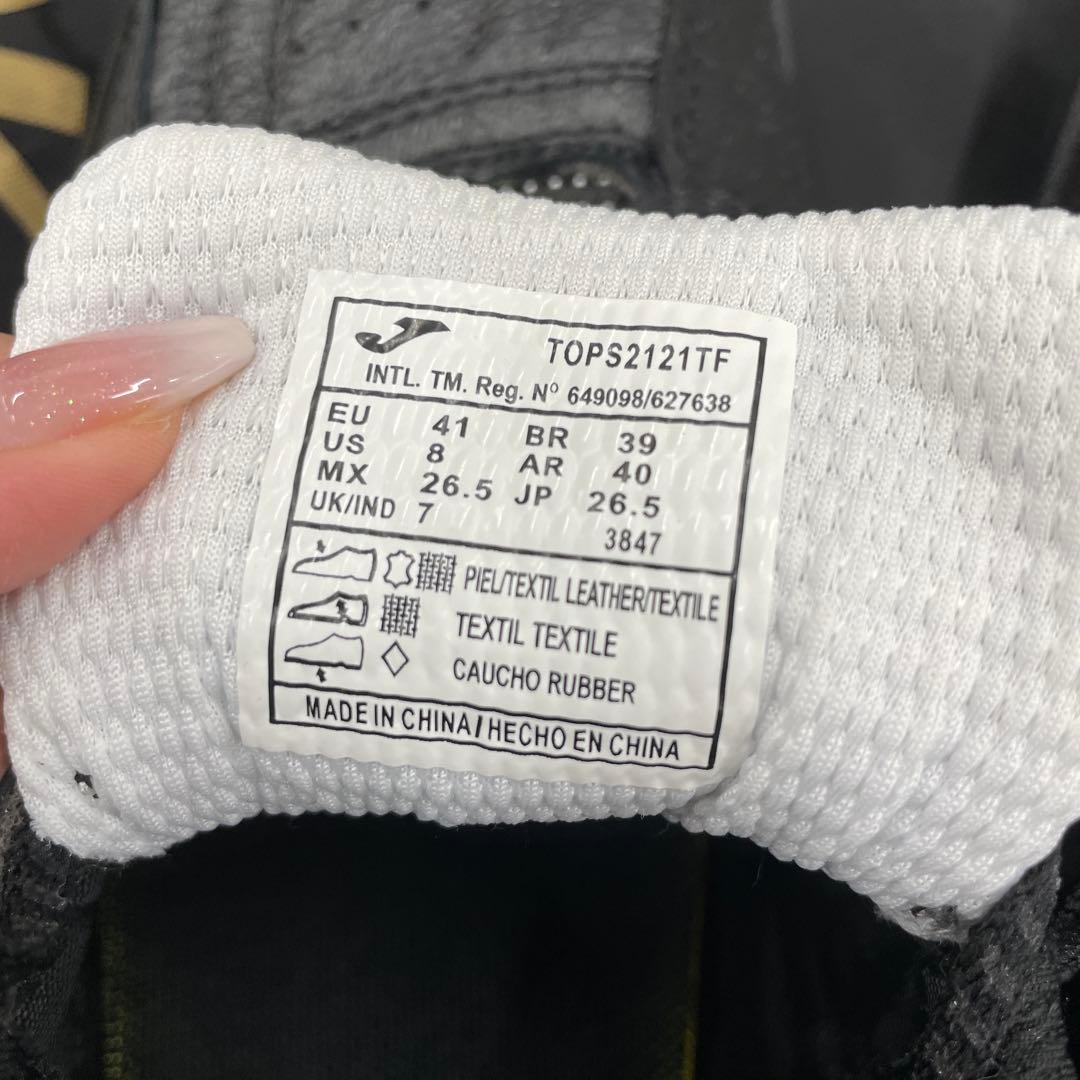 TOPS2121TF
INTL. TM. Reg. Nº 649098/627638
EU 41 BR 39
US 8 AR 40
MX 26.5 JP 26.5
UK/IND 7 3847
PIEL/TEXTIL LEATHER/TEXTILE
TEXTIL TEXTILE
CAUCHO RUBBER
MADE IN CHINA/HECHO EN CHINA